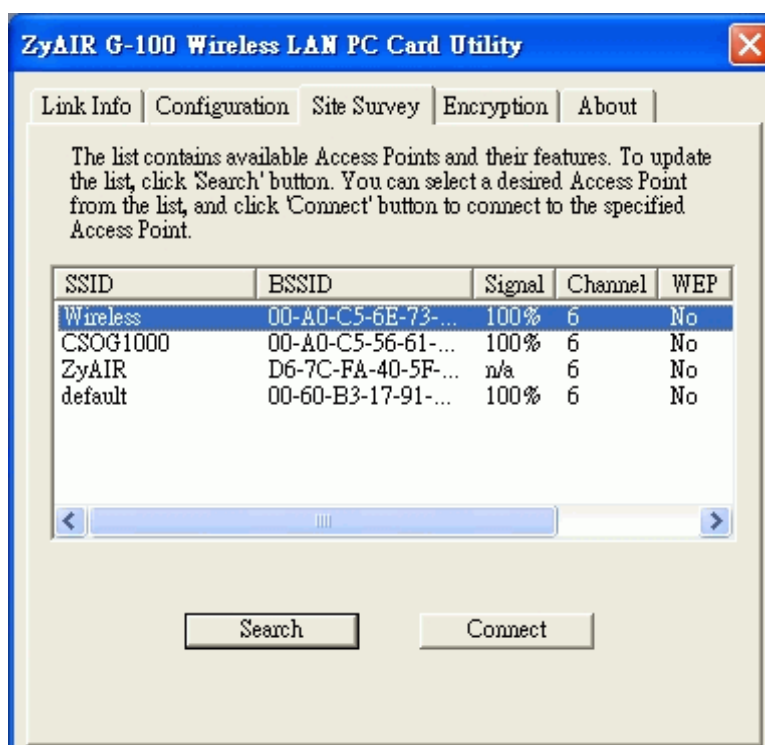 ZyAIR G-100 Wireless LAN PC Card Utility
Link Info Configuration Site Survey Encryption About
The list contains available Access Points and their features. To update
the list, click 'Search' button. You can select a desired Access Point
from the list, and click 'Connect' button to connect to the specified
Access Point.
SSID BSSID Signal Channel WEP
Wireless 00-A0-C5-6E-73-... 100% 6 No
CSOG1000 00-A0-C5-56-61-... 100% 6 No
ZyAIR D6-7C-FA-40-5F-... n/a 6 No
default 00-60-B3-17-91-... 100% 6 No
Search Connect